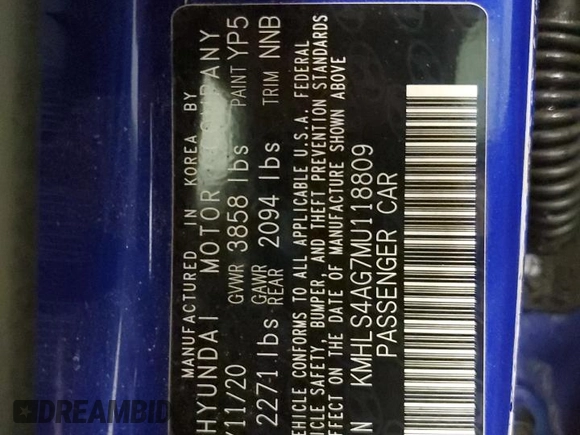 MANUFACTURED IN KOREA BY
HYUNDAI MOTOR COMPANY
11/20 GVWR 3858 lbs PAINT YP5
2271 lbs GAWR REAR 2094 lbs TRIM NNB
VEHICLE CONFORMS TO ALL APPLICABLE U.S.A. FEDERAL
VEHICLE SAFETY, BUMPER, AND THEFT PREVENTION STANDARDS
EFFECT ON THE DATE OF MANUFACTURE SHOWN ABOVE
N KMHLS4AG7MU118809
PASSENGER CAR
DREAMBID